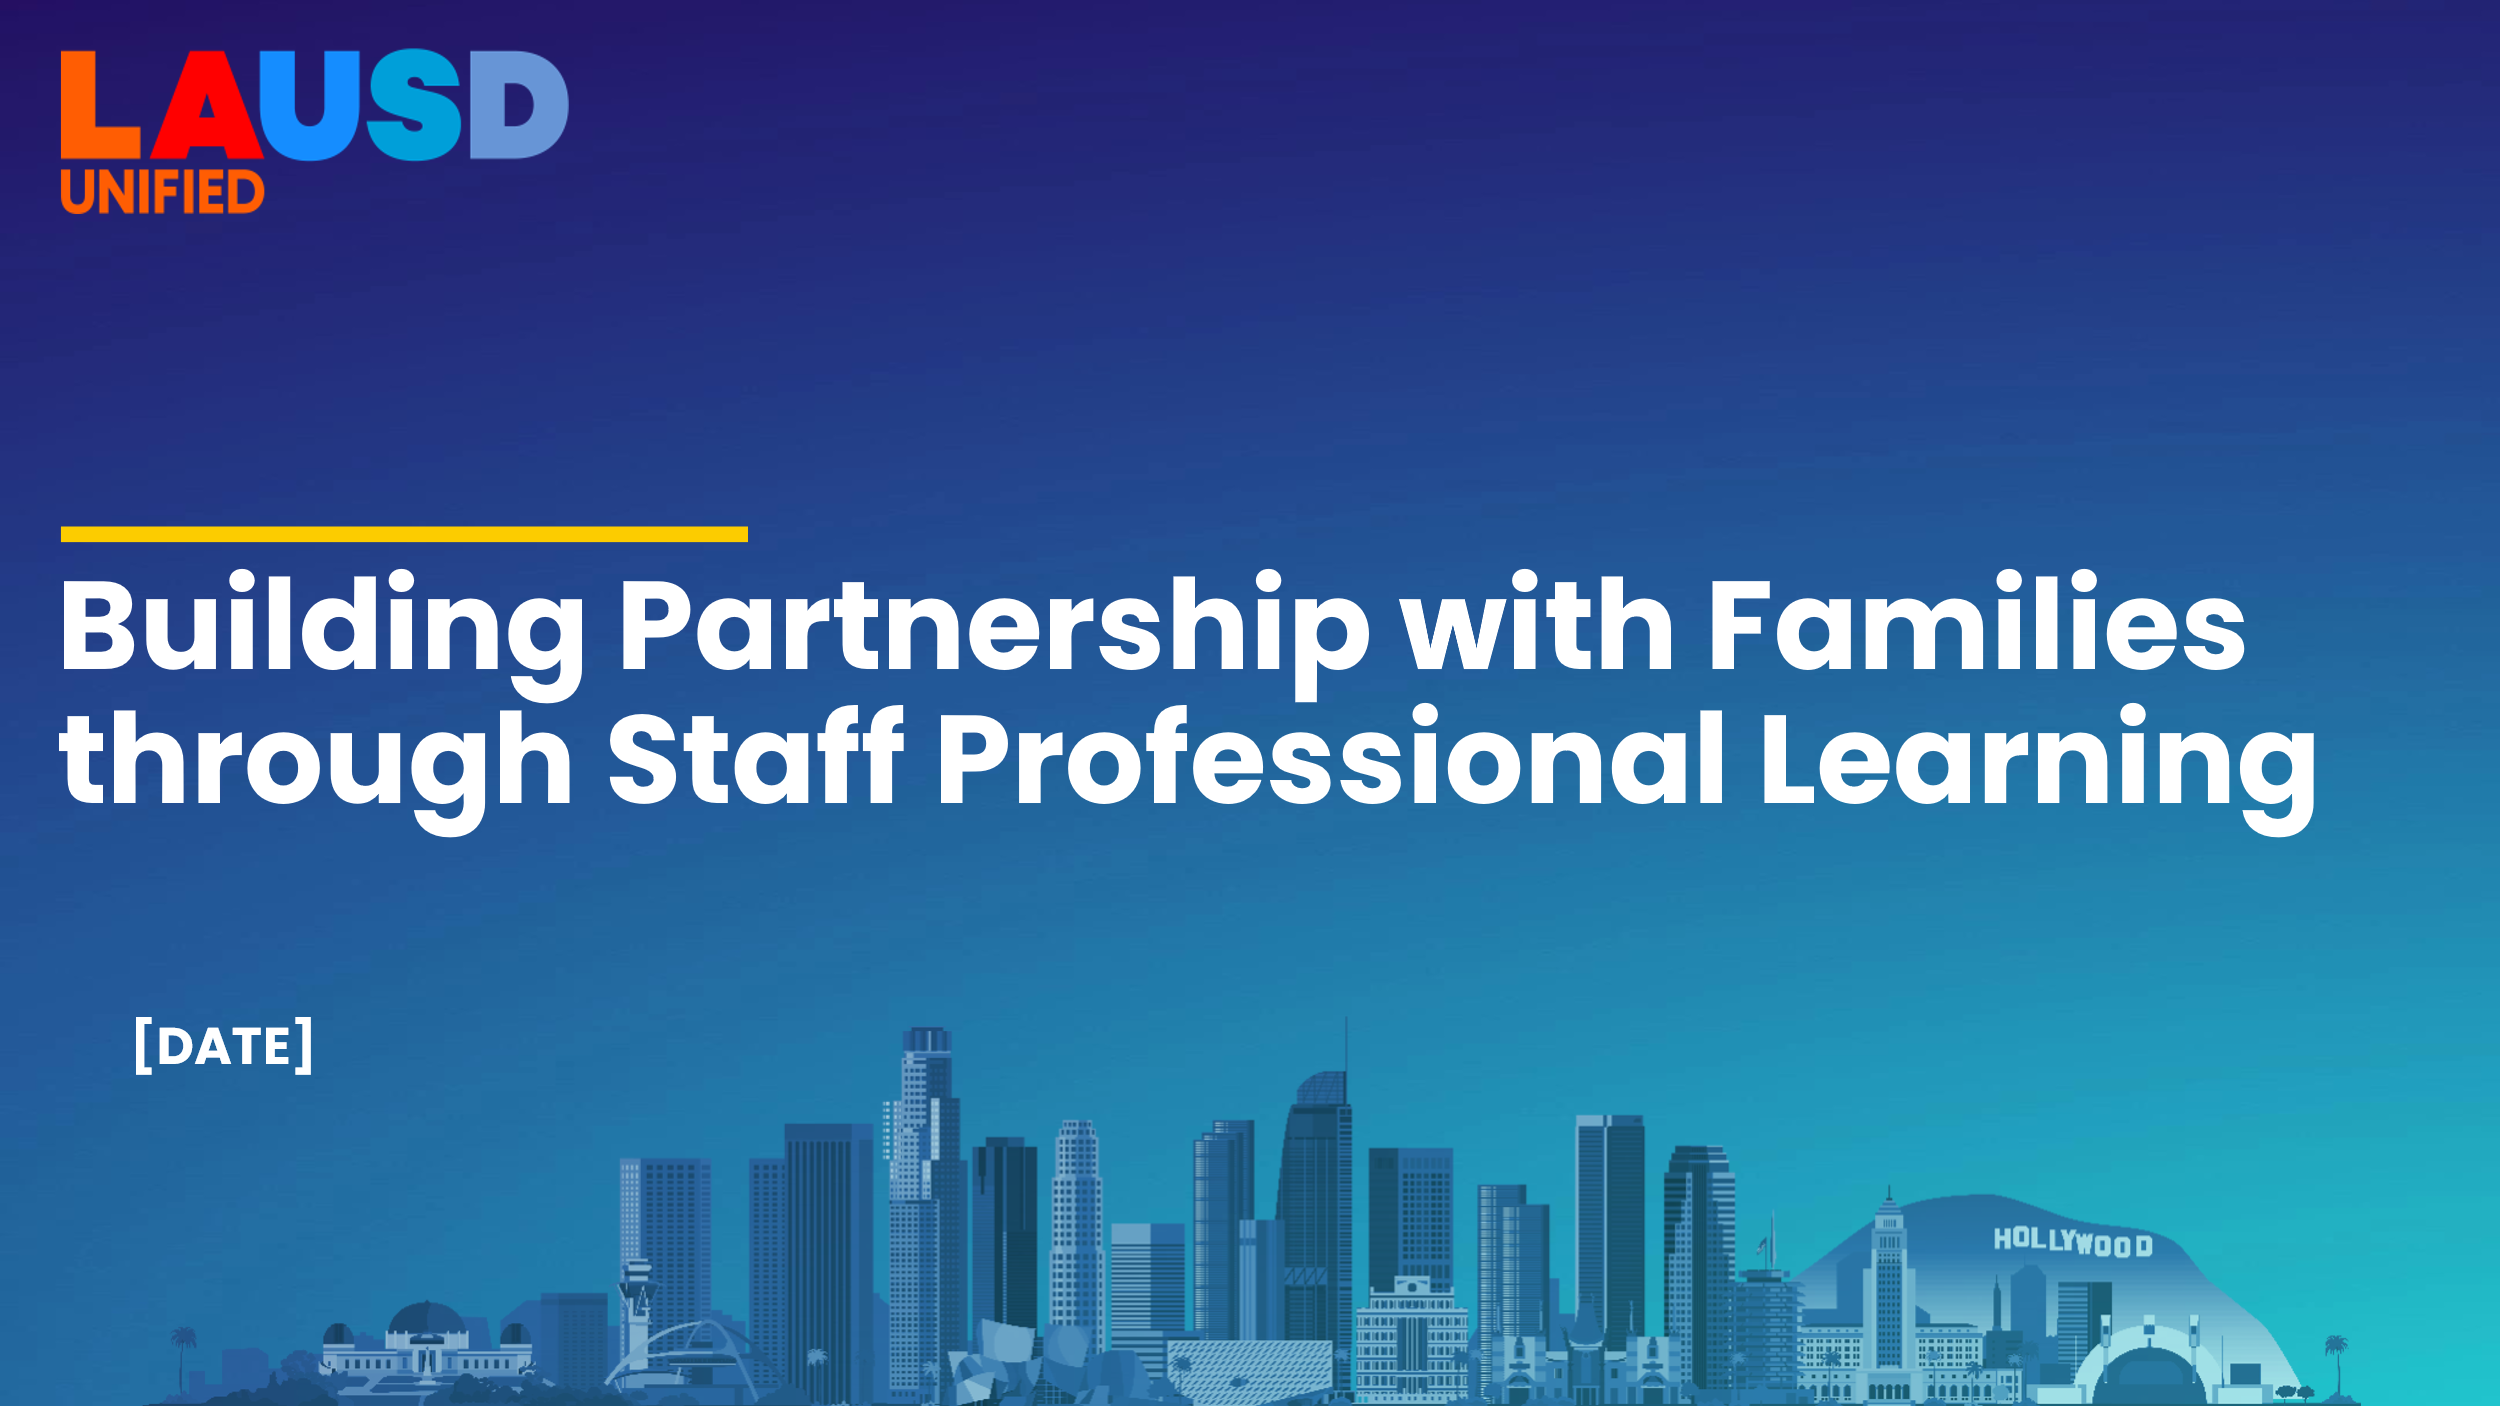 LAUSD
UNIFIED
Building Partnership with Families
through Staff Professional Learning
[DATE]
HOLLYWOOD